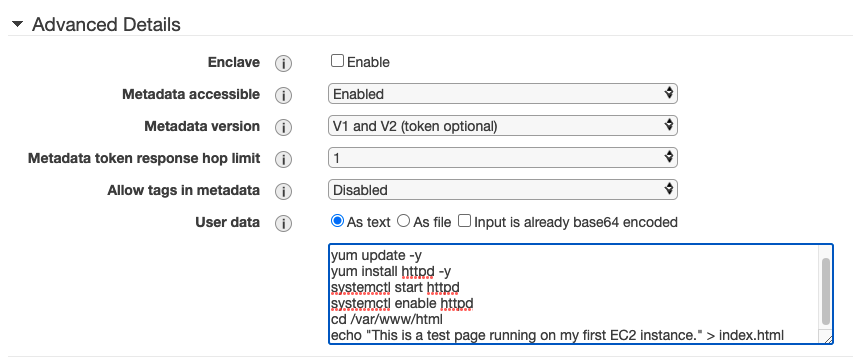 Advanced Details
Enclave i Enable
Metadata accessible i Enabled
Metadata version i V1 and V2 (token optional)
Metadata token response hop limit i 1
Allow tags in metadata i Disabled
User data i As text As file Input is already base64 encoded
yum update -y
yum install httpd -y
systemctl start httpd
systemctl enable httpd
cd /var/www/html
echo "This is a test page running on my first EC2 instance." > index.html